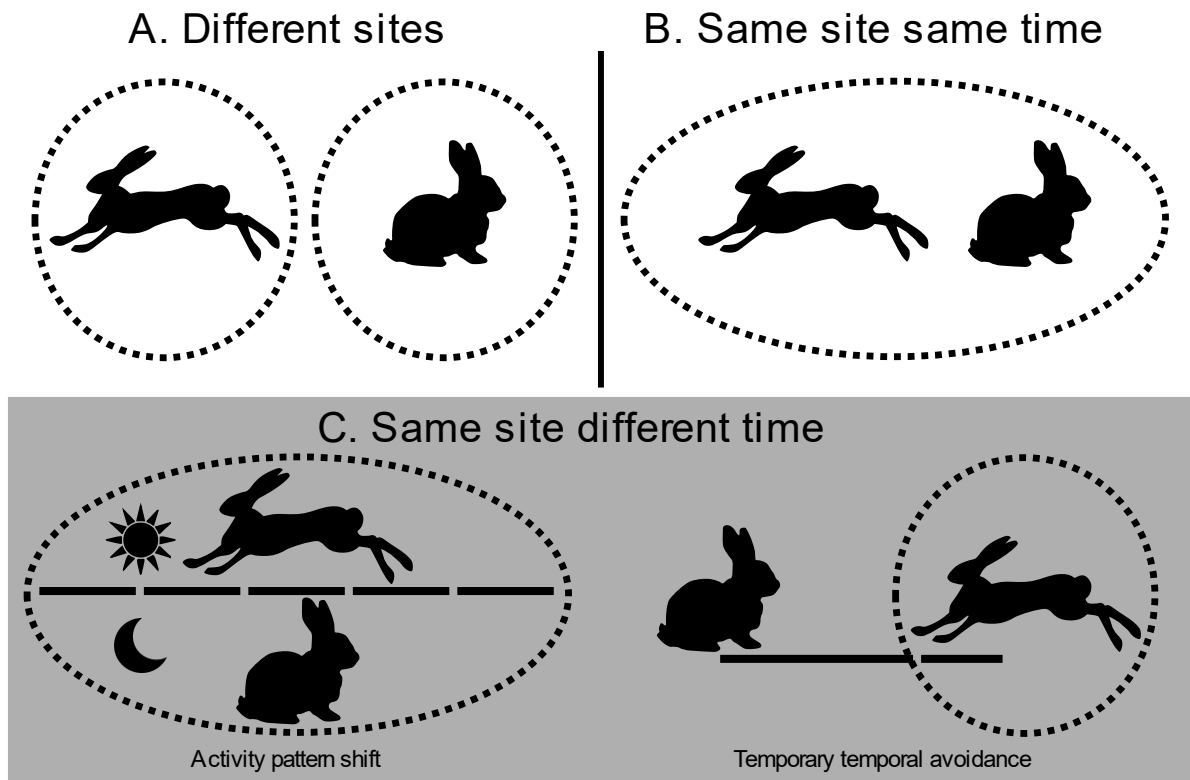 A. Different sites
B. Same site same time
C. Same site different time
Activity pattern shift
Temporary temporal avoidance